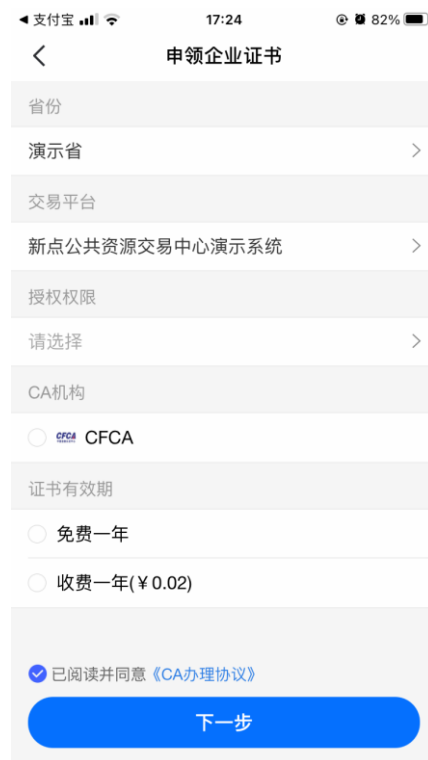 支付宝 17:24 82%
申领企业证书
省份
演示省
交易平台
新点公共资源交易中心演示系统
授权权限
请选择
CA机构
CFCA CFCA
证书有效期
免费一年
收费一年(￥0.02)
已阅读并同意《CA办理协议》
下一步